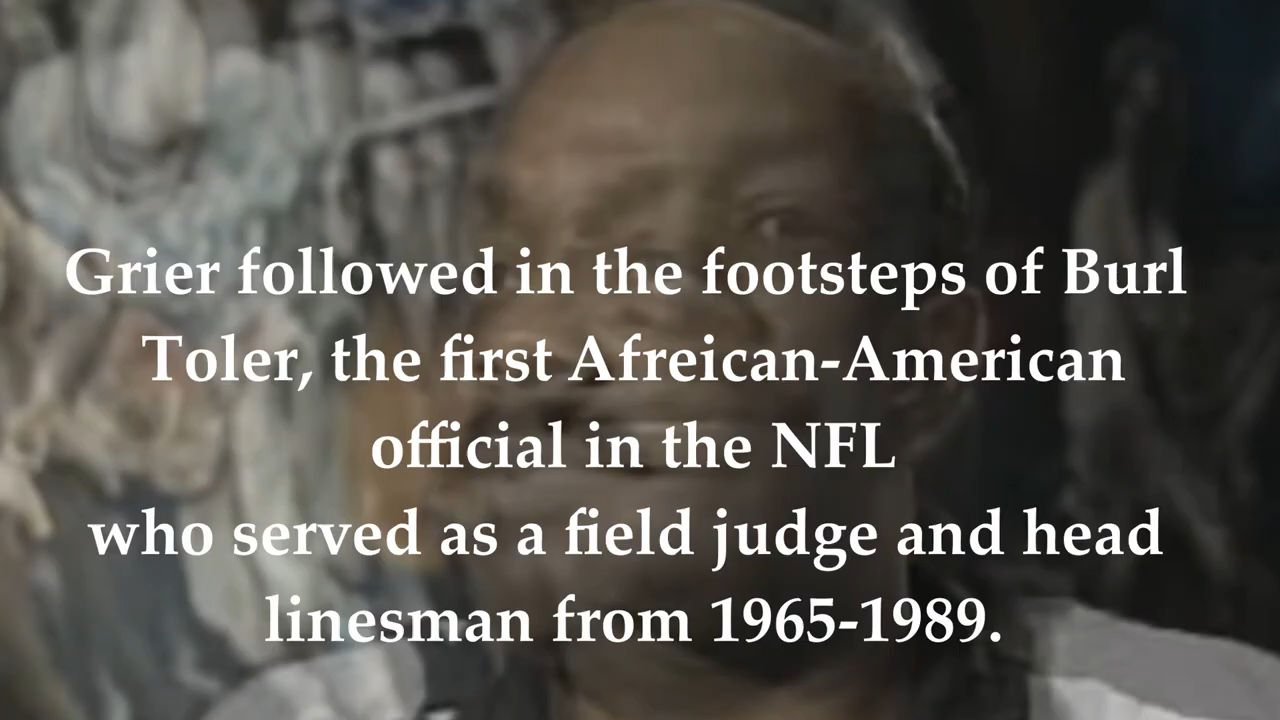 Grier followed in the footsteps of Burl
Toler, the first Afreican-American
official in the NFL
who served as a field judge and head
linesman from 1965-1989.